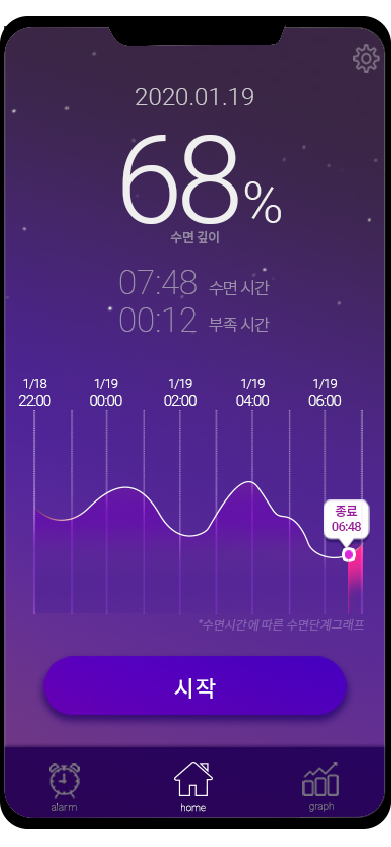 2020.01.19
68%
수면 깊이
07:48 수면 시간
00:12 부족 시간
1/18 1/19 1/19 1/19 1/19
22:00 00:00 02:00 04:00 06:00
종료
06:48
*수면시간에 따른 수면단계그래프
시작
alarm home graph